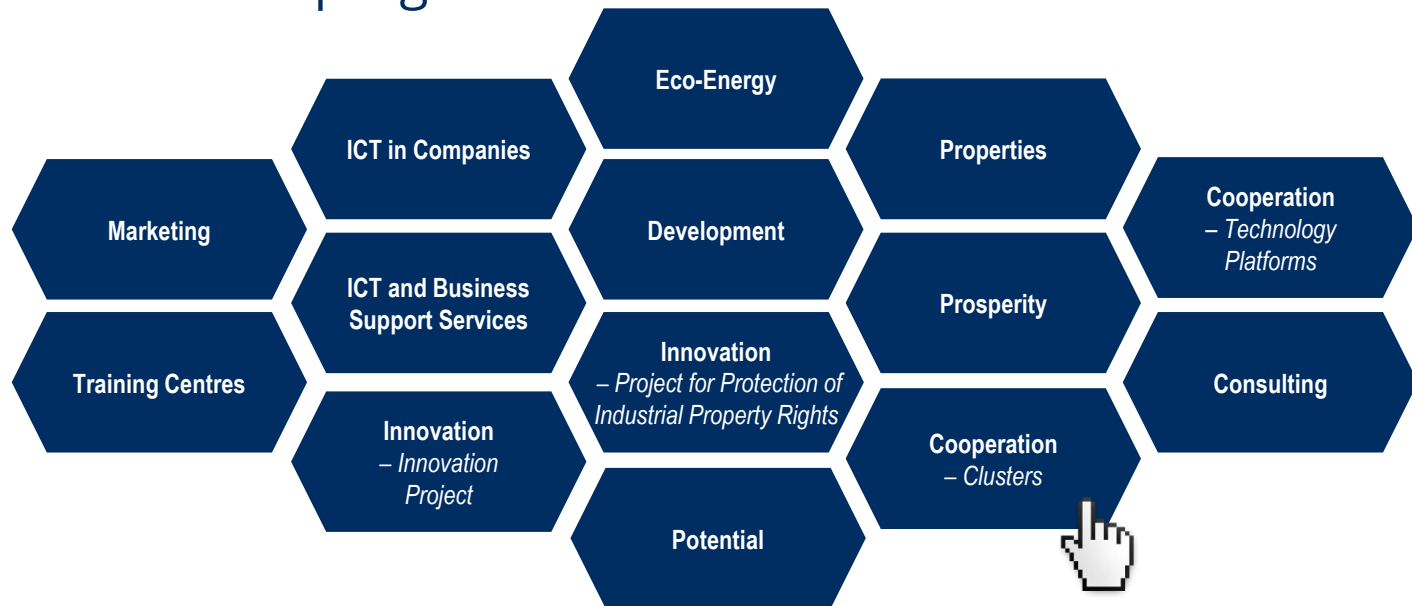 Eco-Energy
ICT in Companies
Properties
Marketing
Development
Cooperation
– Technology
Platforms
ICT and Business
Support Services
Prosperity
Training Centres
Innovation
– Project for Protection of
Industrial Property Rights
Consulting
Innovation
– Innovation
Project
Cooperation
– Clusters
Potential